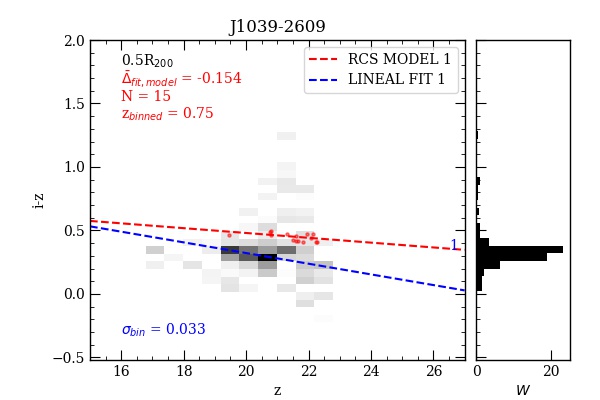 J1039-2609
2.0
1.5
1.0
0.5
0.0
−0.5
i-z
0.5R200
Δ̄fit,model = -0.154
N = 15
zbinned = 0.75
RCS MODEL 1
LINEAL FIT 1
1
σbin = 0.033
16 18 20 22 24 26
z
0 20
W